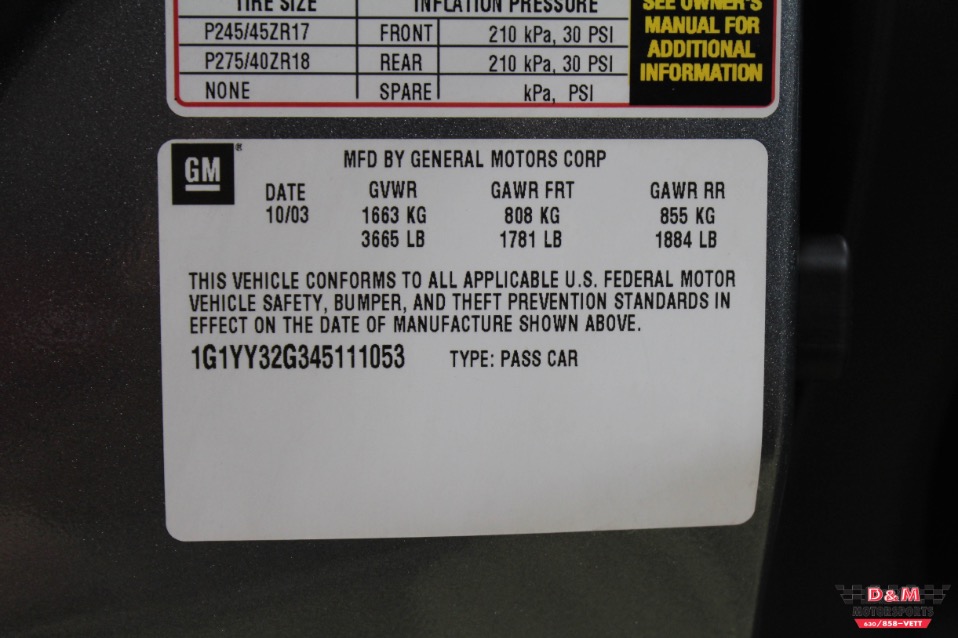 TIRE SIZE INFLATION PRESSURE
P245/45ZR17 FRONT 210 kPa, 30 PSI
P275/40ZR18 REAR 210 kPa, 30 PSI
NONE SPARE kPa, PSI
SEE OWNER'S
MANUAL FOR
ADDITIONAL
INFORMATION
GM®
MFD BY GENERAL MOTORS CORP
DATE GVWR GAWR FRT GAWR RR
10/03 1663 KG 808 KG 855 KG
3665 LB 1781 LB 1884 LB
THIS VEHICLE CONFORMS TO ALL APPLICABLE U.S. FEDERAL MOTOR
VEHICLE SAFETY, BUMPER, AND THEFT PREVENTION STANDARDS IN
EFFECT ON THE DATE OF MANUFACTURE SHOWN ABOVE.
1G1YY32G345111053 TYPE: PASS CAR
D&M
MOTORSPORTS
630/858-VETT